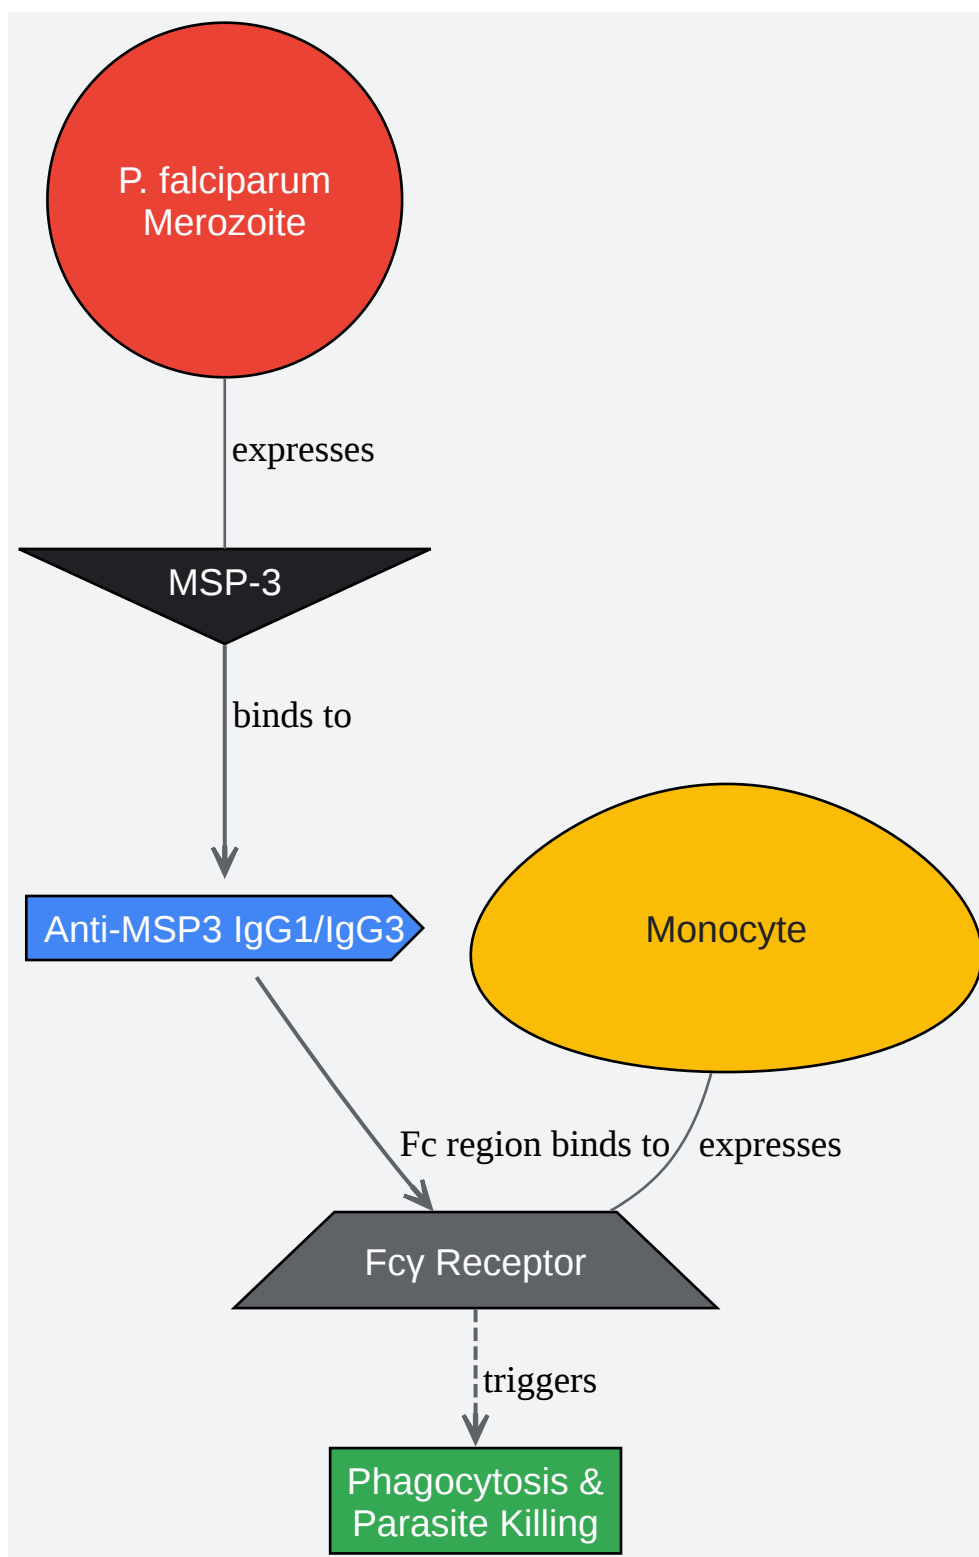 P. falciparum
Merozoite
expresses
MSP-3
binds to
Anti-MSP3 IgG1/IgG3
Monocyte
Fc region binds to
expresses
Fcγ Receptor
triggers
Phagocytosis &
Parasite Killing